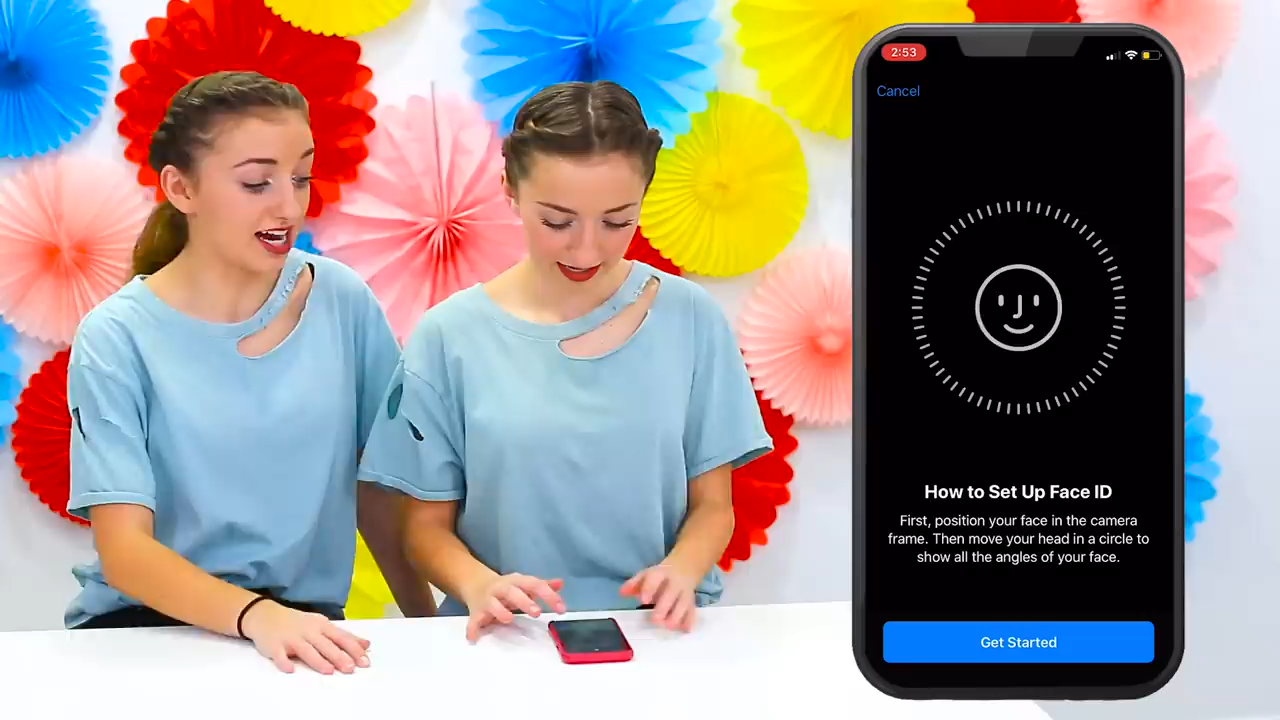 2:53
Cancel
How to Set Up Face ID
First, position your face in the camera
frame. Then move your head in a circle to
show all the angles of your face.
Get Started